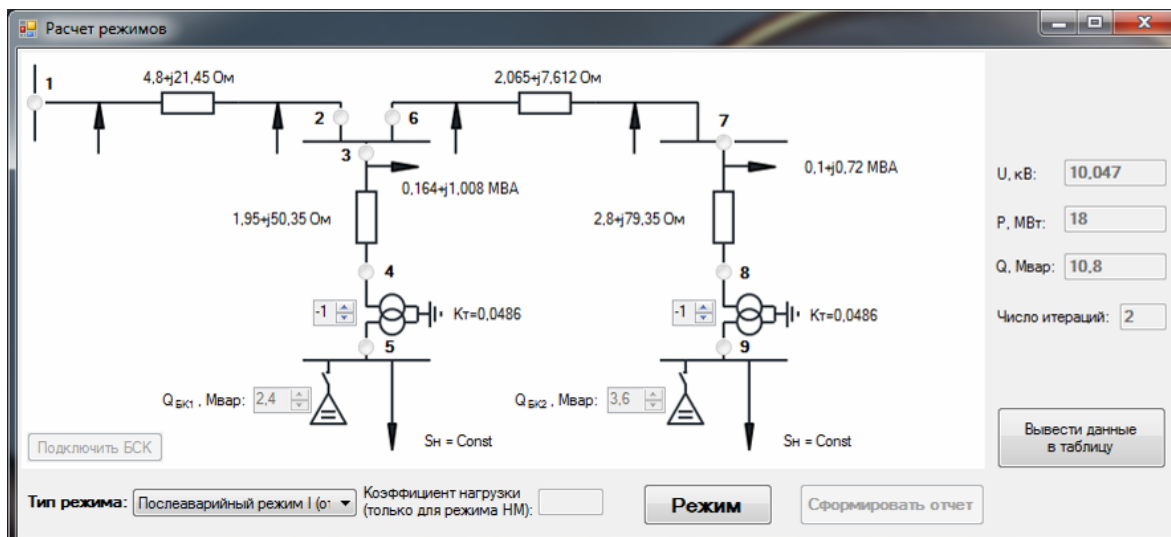 Расчет режимов
1
4,8+j21,45 Ом
2,065+j7,612 Ом
2
6
7
3
0,164+j1,008 МВА
0,1+j0,72 МВА
1,95+j50,35 Ом
2,8+j79,35 Ом
4
8
-1
Кт=0,0486
-1
Кт=0,0486
5
9
QБК1 , Мвар: 2,4
QБК2 , Мвар: 3,6
Sн = Const
Sн = Const
Подключить БСК
U, кВ: 10,047
P, МВт: 18
Q, Мвар: 10,8
Число итераций: 2
Вывести данные
в таблицу
Тип режима: Послеаварийный режим I (от
Коэффициент нагрузки
(только для режима НМ):
Режим
Сформировать отчет